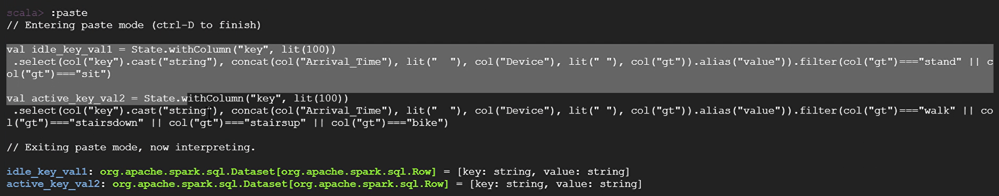 scala> :paste
// Entering paste mode (ctrl-D to finish)
val idle_key_val1 = State.withColumn("key", lit(100))
 .select(col("key").cast("string"), concat(col("Arrival_Time"), lit("  "), col("Device"), lit(" "), col("gt")).alias("value")).filter(col("gt")==="stand" || c
ol("gt")==="sit")
val active_key_val2 = State.withColumn("key", lit(100))
 .select(col("key").cast("string"), concat(col("Arrival_Time"), lit("  "), col("Device"), lit(" "), col("gt")).alias("value")).filter(col("gt")==="walk" || co
l("gt")==="stairsdown" || col("gt")==="stairsup" || col("gt")==="bike")
// Exiting paste mode, now interpreting.
idle_key_val1: org.apache.spark.sql.Dataset[org.apache.spark.sql.Row] = [key: string, value: string]
active_key_val2: org.apache.spark.sql.Dataset[org.apache.spark.sql.Row] = [key: string, value: string]